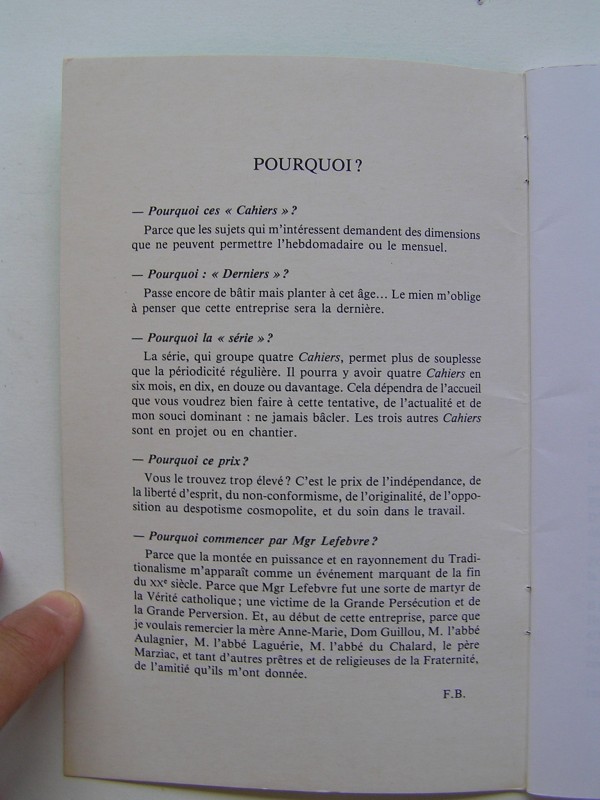 POURQUOI?
— Pourquoi ces « Cahiers » ?
Parce que les sujets qui m'intéressent demandent des dimensions
que ne peuvent permettre l'hebdomadaire ou le mensuel.
— Pourquoi : « Derniers » ?
Passe encore de bâtir mais planter à cet âge... Le mien m'oblige
à penser que cette entreprise sera la dernière.
— Pourquoi la « série » ?
La série, qui groupe quatre Cahiers, permet plus de souplesse
que la périodicité régulière. Il pourra y avoir quatre Cahiers en
six mois, en dix, en douze ou davantage. Cela dépendra de l'accueil
que vous voudrez bien faire à cette tentative, de l'actualité et de
mon souci dominant : ne jamais bâcler. Les trois autres Cahiers
sont en projet ou en chantier.
— Pourquoi ce prix ?
Vous le trouvez trop élevé ? C'est le prix de l'indépendance, de
la liberté d'esprit, du non-conformisme, de l'originalité, de l'oppo-
sition au despotisme cosmopolite, et du soin dans le travail.
— Pourquoi commencer par Mgr Lefebvre ?
Parce que la montée en puissance et en rayonnement du Tradi-
tionalisme m'apparaît comme un événement marquant de la fin
du XXe siècle. Parce que Mgr Lefebvre fut une sorte de martyr de
la Vérité catholique ; une victime de la Grande Persécution et de
la Grande Perversion. Et, au début de cette entreprise, parce que
je voulais remercier la mère Anne-Marie, Dom Guillou, M. l'abbé
Aulagnier, M. l'abbé Laguérie, M. l'abbé du Chalard, le père
Marziac, et tant d'autres prêtres et de religieuses de la Fraternité,
de l'amitié qu'ils m'ont donnée.
F.B.